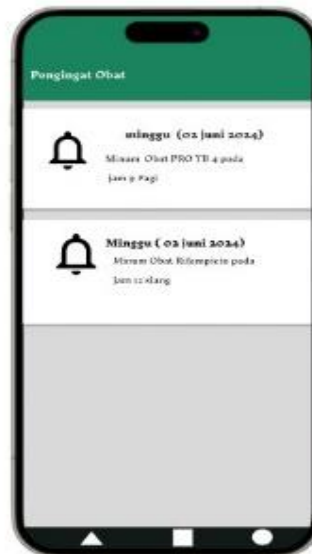 Pengingat Obat
minggu (02 juni 2024)
Minum Obat PRO TB 4 pada
jam 9 Pagi
Minggu ( 02 juni 2024)
Minum Obat Rifampicin pada
Jam 12 siang